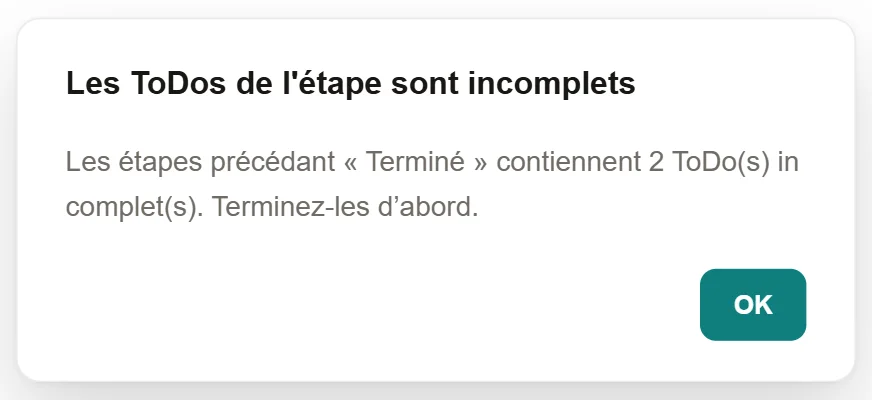 Les ToDos de l'étape sont incomplets
Les étapes précédant « Terminé » contiennent 2 ToDo(s) in
complet(s). Terminez-les d’abord.
OK